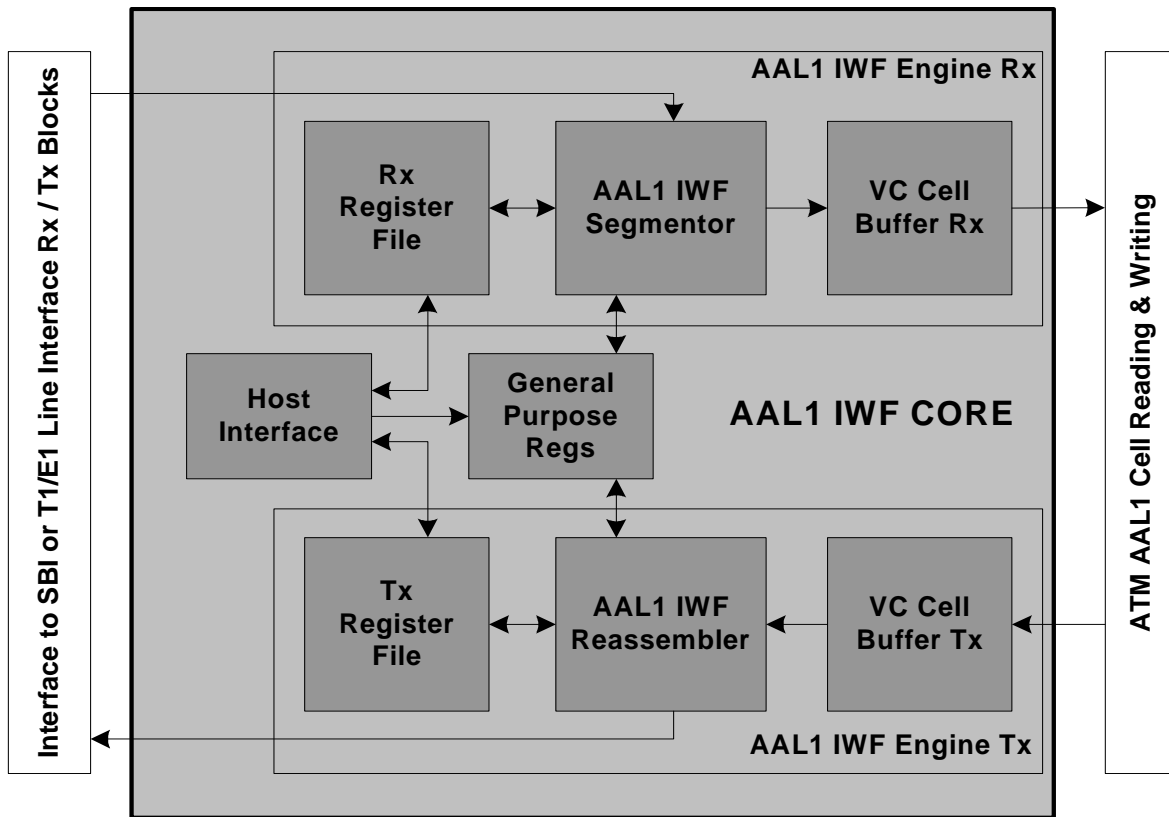 Interface to SBI or T1/E1 Line Interface Rx / Tx Blocks
AAL1 IWF Engine Rx
Rx
Register
File
AAL1 IWF
Segmentor
VC Cell
Buffer Rx
Host
Interface
General
Purpose
Regs
AAL1 IWF CORE
Tx
Register
File
AAL1 IWF
Reassembler
VC Cell
Buffer Tx
AAL1 IWF Engine Tx
ATM AAL1 Cell Reading & Writing